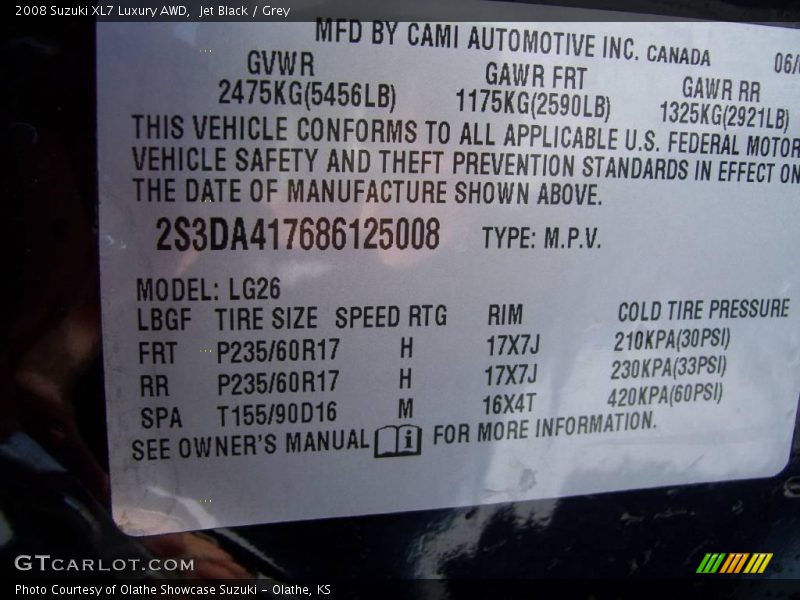 2008 Suzuki XL7 Luxury AWD,  Jet Black / Grey
MFD BY CAMI AUTOMOTIVE INC. CANADA
GVWR GAWR FRT GAWR RR
2475KG(5456LB) 1175KG(2590LB) 1325KG(2921LB)
THIS VEHICLE CONFORMS TO ALL APPLICABLE U.S. FEDERAL MOTOR
VEHICLE SAFETY AND THEFT PREVENTION STANDARDS IN EFFECT ON
THE DATE OF MANUFACTURE SHOWN ABOVE.
2S3DA417686125008 TYPE: M.P.V.
MODEL: LG26
LBGF TIRE SIZE SPEED RTG RIM COLD TIRE PRESSURE
FRT P235/60R17 H 17X7J 210KPA(30PSI)
RR P235/60R17 H 17X7J 230KPA(33PSI)
SPA T155/90D16 M 16X4T 420KPA(60PSI)
SEE OWNER'S MANUAL FOR MORE INFORMATION.
GTCARLOT.COM
Photo Courtesy of Olathe Showcase Suzuki - Olathe, KS